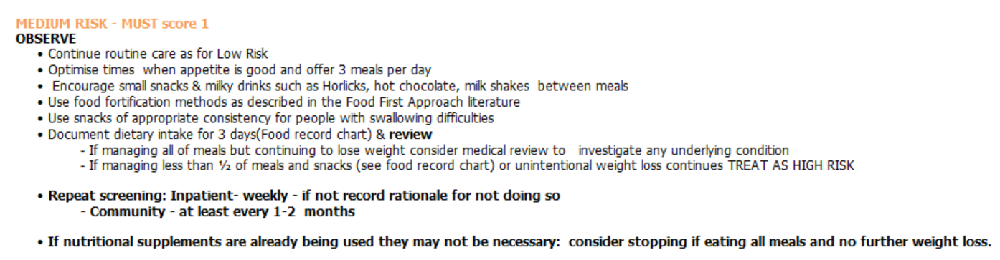 MEDIUM RISK - MUST score 1
OBSERVE
• Continue routine care as for Low Risk
• Optimise times  when appetite is good and offer 3 meals per day
•  Encourage small snacks & milky drinks such as Horlicks, hot chocolate, milk shakes  between meals
• Use food fortification methods as described in the Food First Approach literature
• Use snacks of appropriate consistency for people with swallowing difficulties
• Document dietary intake for 3 days(Food record chart) & review
- If managing all of meals but continuing to lose weight consider medical review to   investigate any underlying condition
- If managing less than ½ of meals and snacks (see food record chart) or unintentional weight loss continues TREAT AS HIGH RISK
• Repeat screening: Inpatient- weekly - if not record rationale for not doing so
- Community - at least every 1-2  months
• If nutritional supplements are already being used they may not be necessary:  consider stopping if eating all meals and no further weight loss.